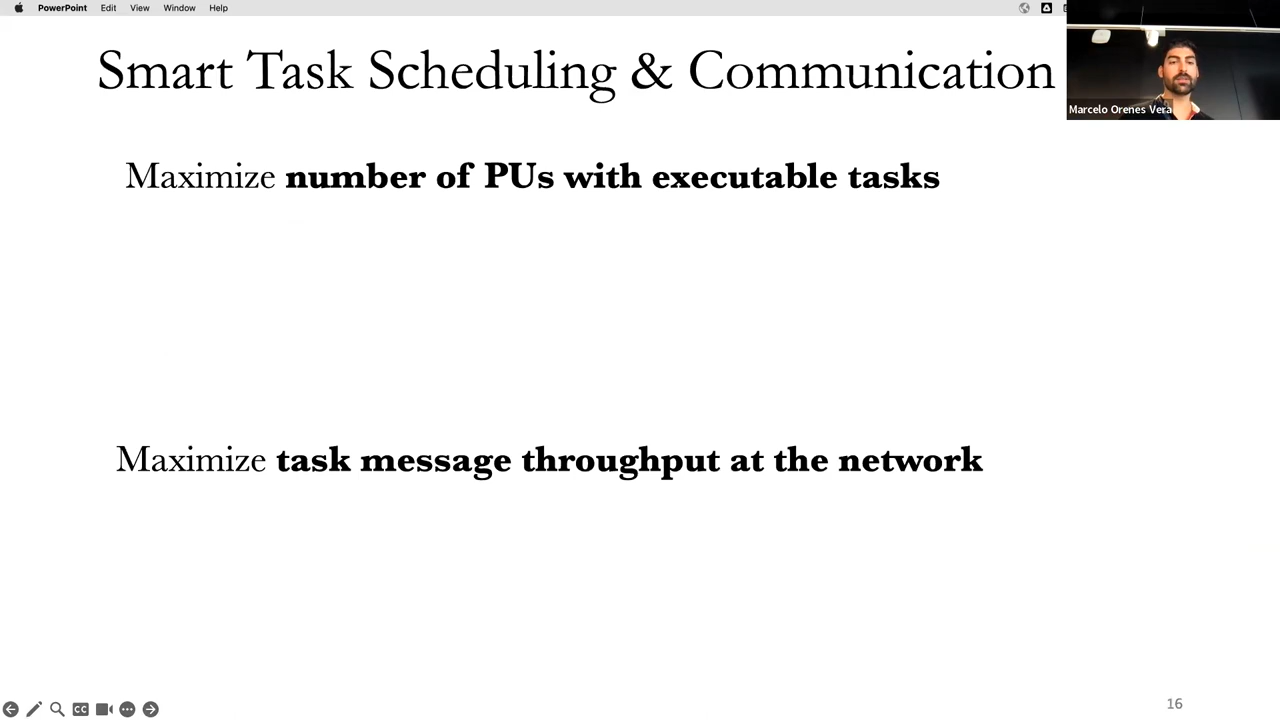 PowerPoint Edit View Window Help
Smart Task Scheduling & Communication
Marcelo Orenes Vera
Maximize number of PUs with executable tasks
Maximize task message throughput at the network
CC
16